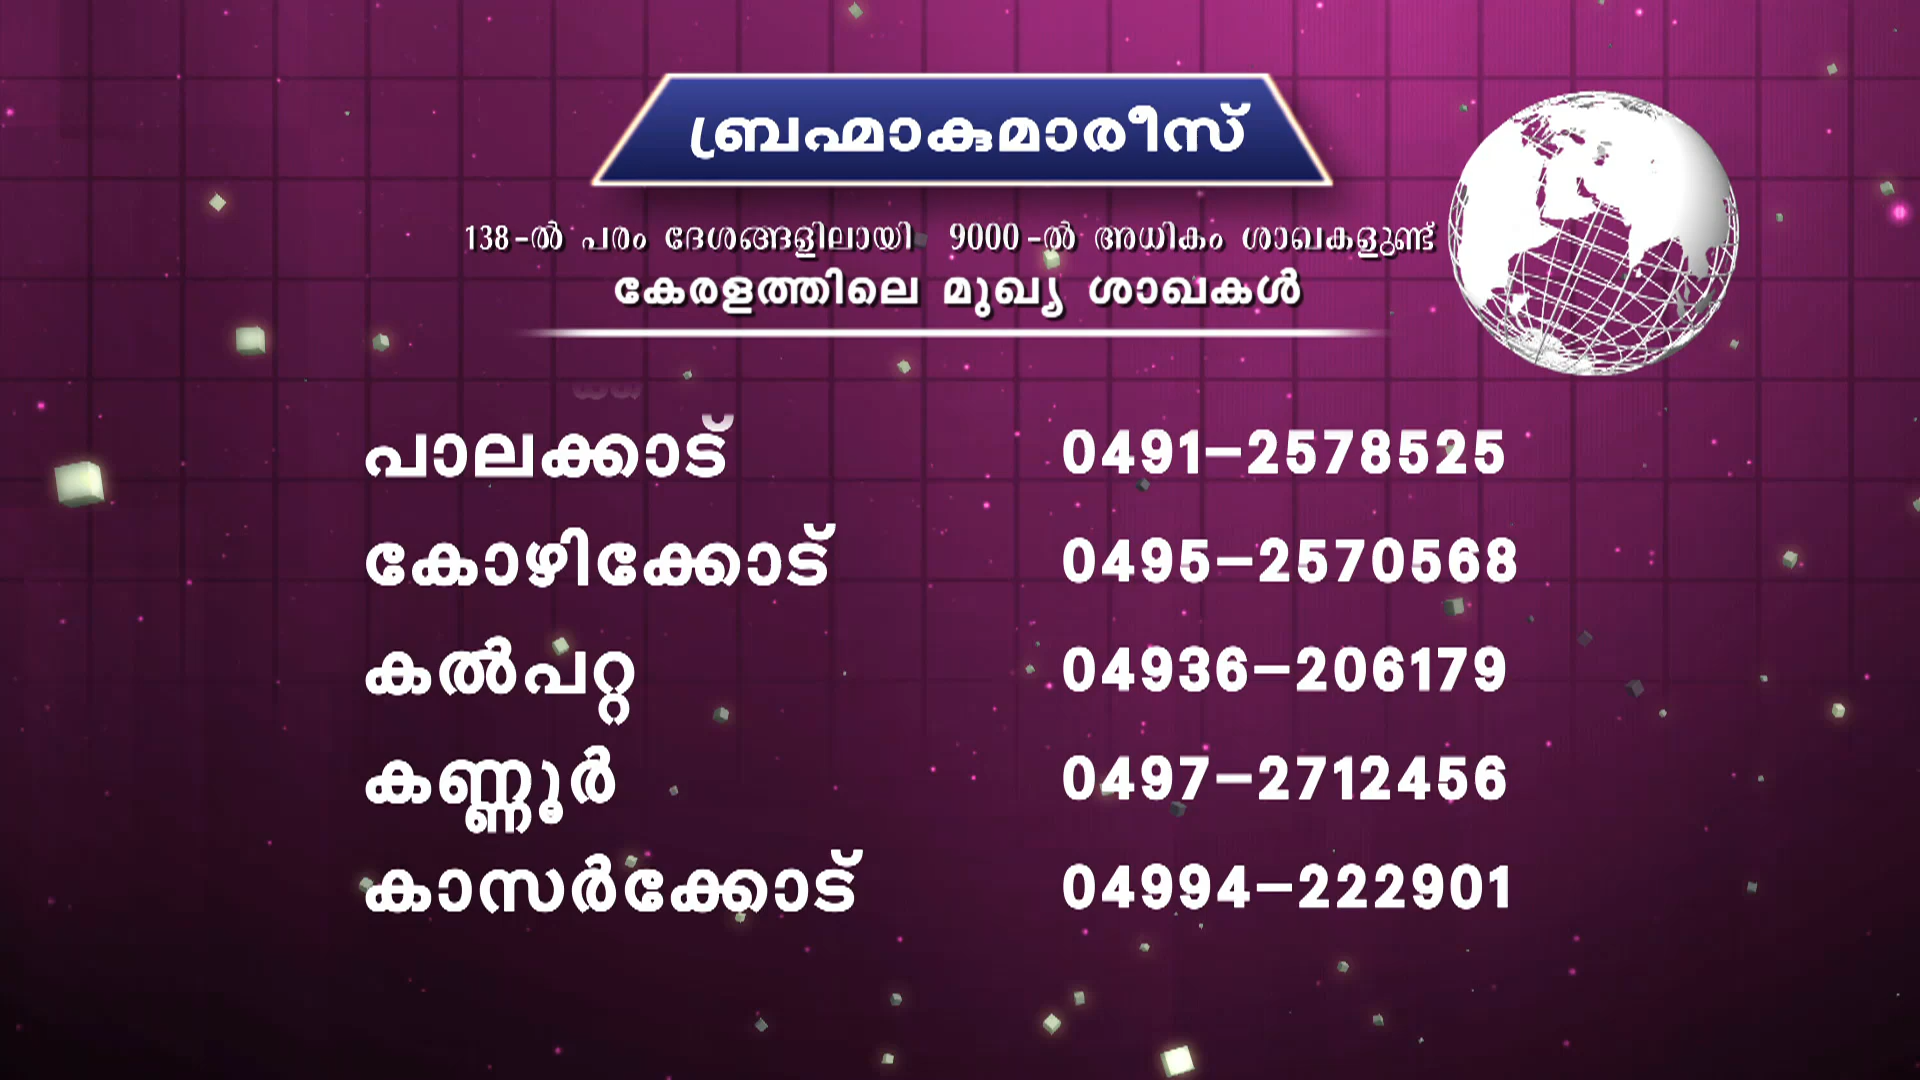 ബ്രഹ്മാകുമാരീസ്
138-ൽ പരം ദേശങ്ങളിലായി 9000-ൽ അധികം ശാഖകളുണ്ട്
കേരളത്തിലെ മുഖ്യ ശാഖകൾ
പാലക്കാട് 0491-2578525
കോഴിക്കോട് 0495-2570568
കൽപറ്റ 04936-206179
കണ്ണൂർ 0497-2712456
കാസർക്കോട് 04994-222901